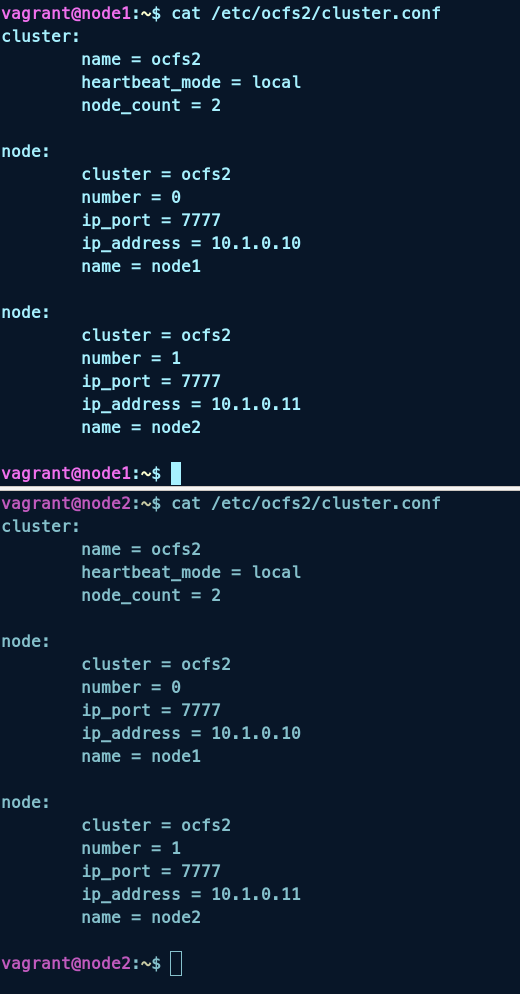 vagrant@node1:~$ cat /etc/ocfs2/cluster.conf
cluster:
        name = ocfs2
        heartbeat_mode = local
        node_count = 2

node:
        cluster = ocfs2
        number = 0
        ip_port = 7777
        ip_address = 10.1.0.10
        name = node1

node:
        cluster = ocfs2
        number = 1
        ip_port = 7777
        ip_address = 10.1.0.11
        name = node2

vagrant@node1:~$
vagrant@node2:~$ cat /etc/ocfs2/cluster.conf
cluster:
        name = ocfs2
        heartbeat_mode = local
        node_count = 2

node:
        cluster = ocfs2
        number = 0
        ip_port = 7777
        ip_address = 10.1.0.10
        name = node1

node:
        cluster = ocfs2
        number = 1
        ip_port = 7777
        ip_address = 10.1.0.11
        name = node2

vagrant@node2:~$